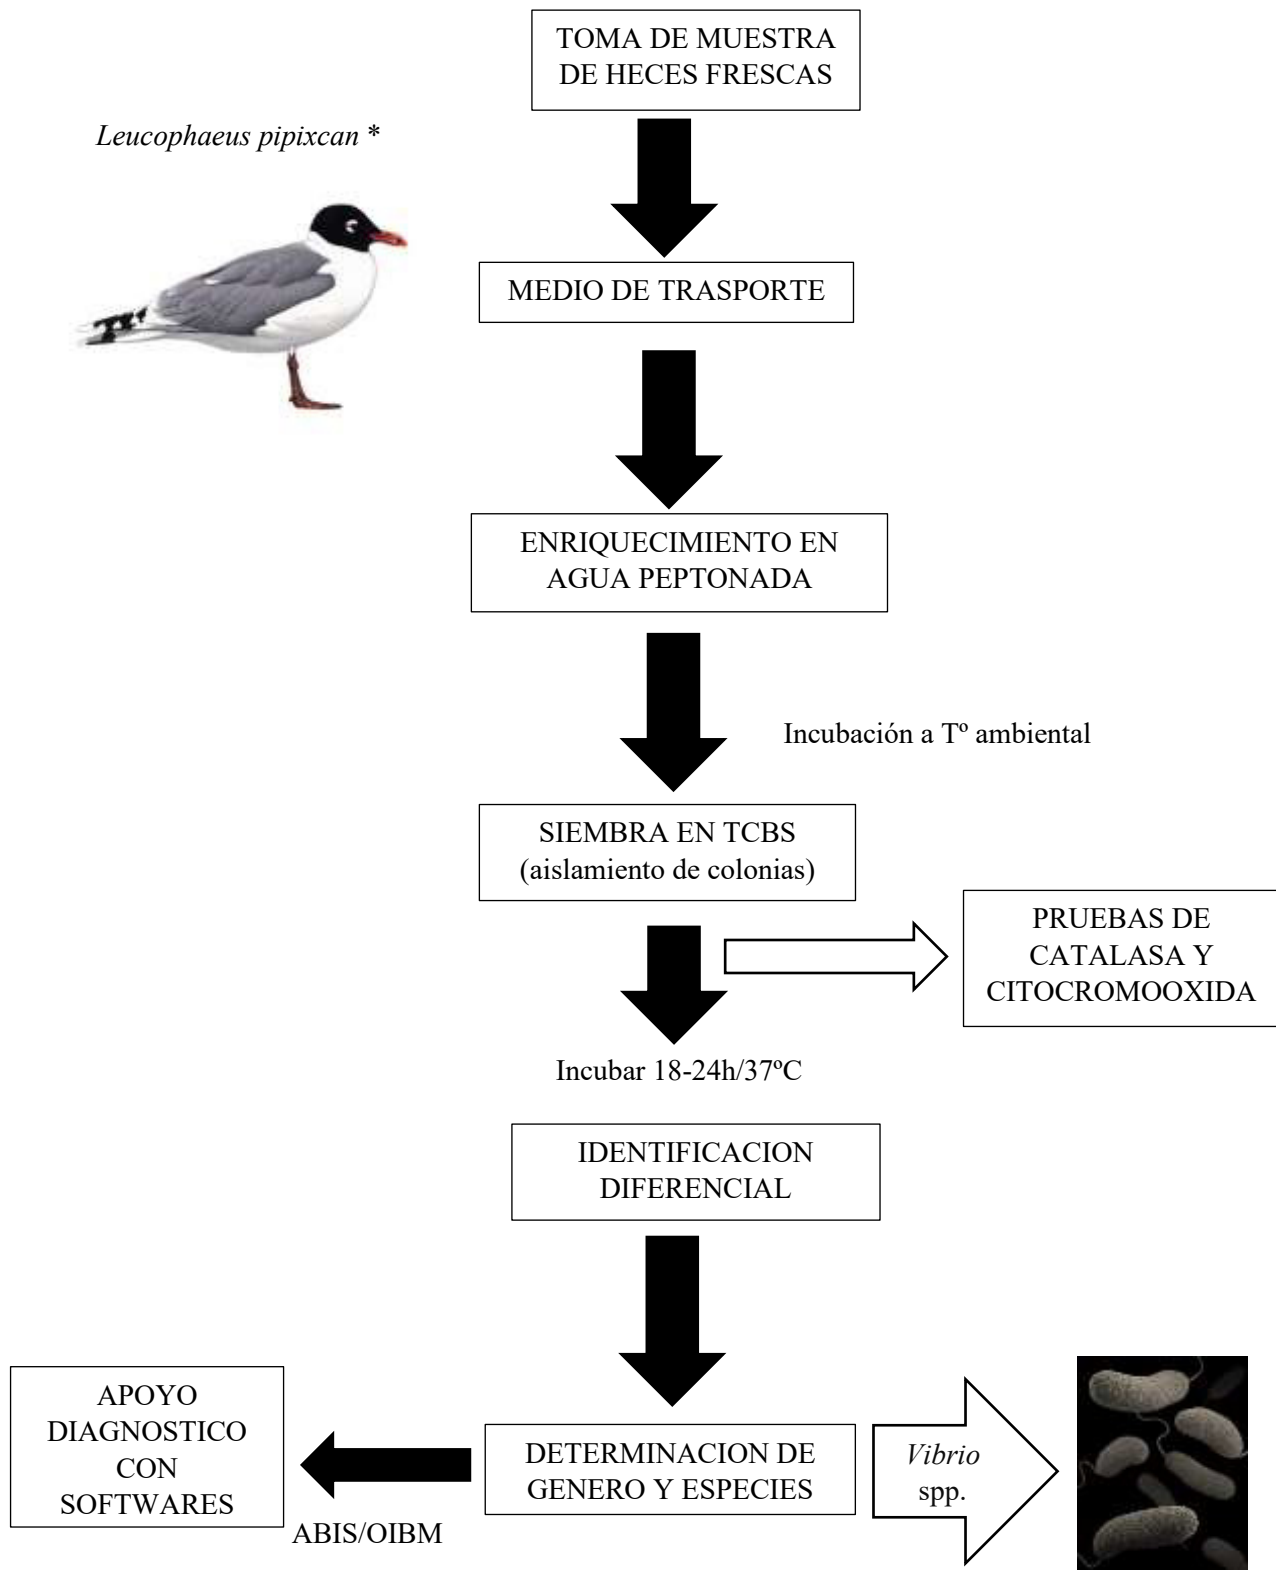 TOMA DE MUESTRA
DE HECES FRESCAS
Leucophaeus pipixcan *
MEDIO DE TRASPORTE
ENRIQUECIMIENTO EN
AGUA PEPTONADA
Incubación a Tº ambiental
SIEMBRA EN TCBS
(aislamiento de colonias)
PRUEBAS DE
CATALASA Y
CITOCROMOOXIDA
Incubar 18-24h/37ºC
IDENTIFICACION
DIFERENCIAL
APOYO
DIAGNOSTICO
CON
SOFTWARES
ABIS/OIBM
DETERMINACION DE
GENERO Y ESPECIES
Vibrio
spp.